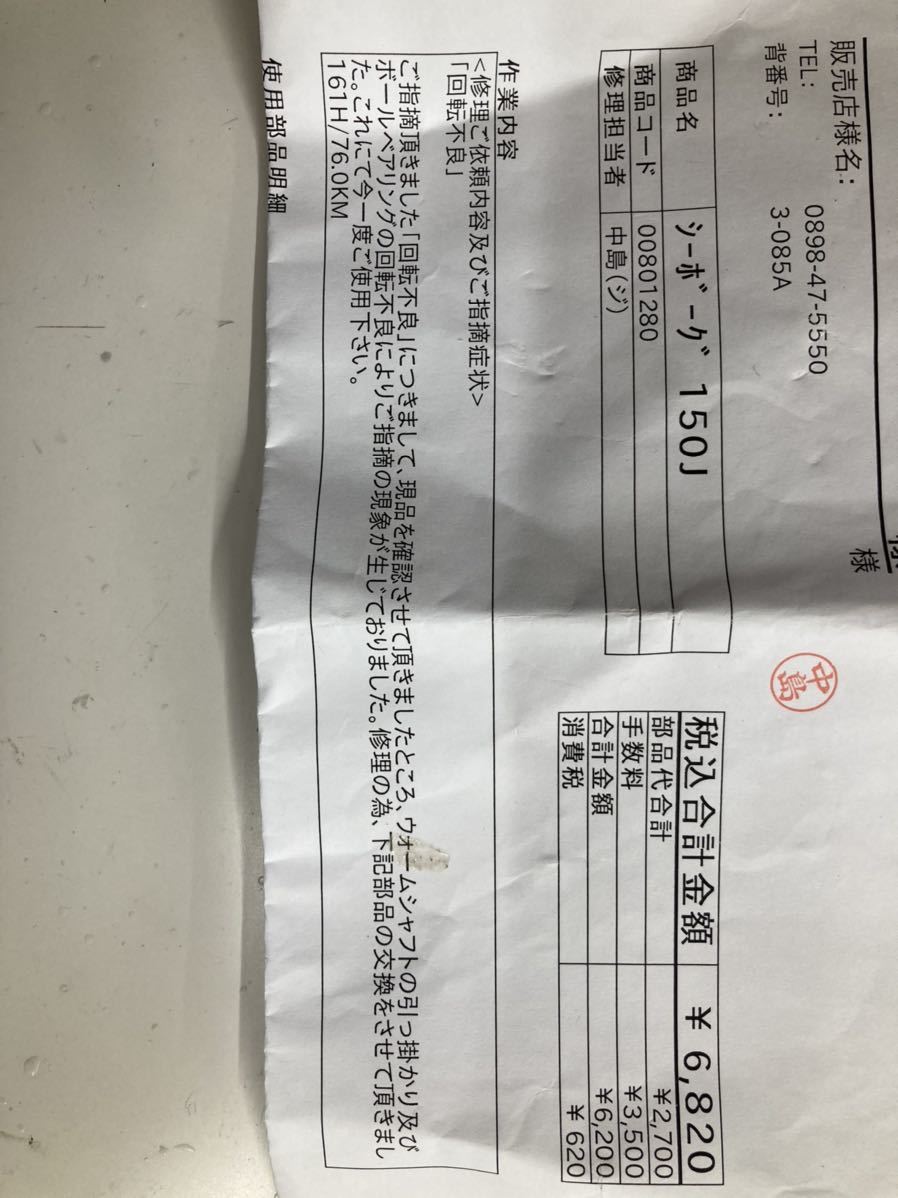 様
販売店様名：
様
TEL： 0898-47-5550
背番号： 3-085A
中島
商品名 ｼｰﾎﾞｰｸﾞ 150J
商品コード 00801280
修理担当者 中島(ジ)
税込合計金額 ¥ 6,820
部品代合計 ¥2,700
手数料 ¥3,500
合計金額 ¥6,200
消費税 ¥ 620
作業内容
<修理ご依頼内容及びご指摘症状>
「回転不良」
ご指摘頂きました「回転不良」につきまして、現品を確認させて頂きましたところ、ウォームシャフトの引っ掛かり及び
ボールベアリングの回転不良によりご指摘の現象が生じておりました。修理の為、下記部品の交換をさせて頂きまし
た。これにて今一度ご使用下さい。
161H/76.0KM
使用部品明細